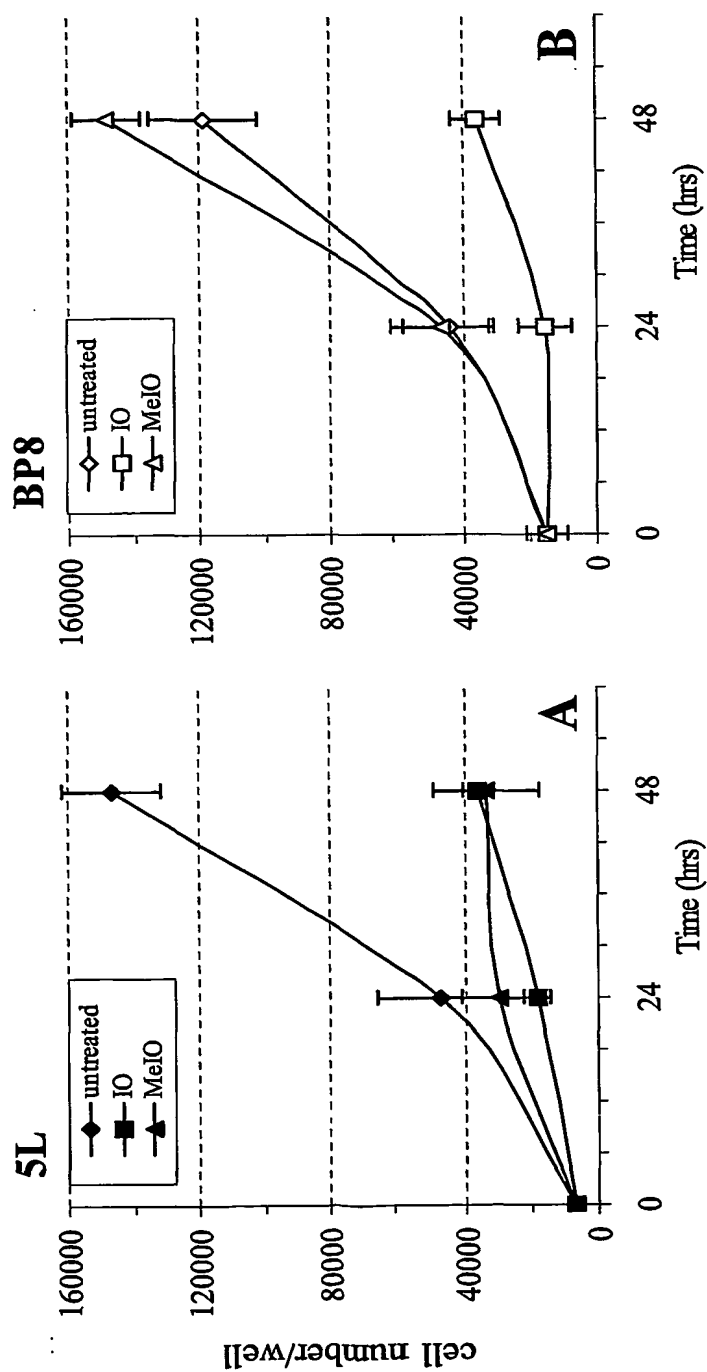 5L
untreated
IO
MeIO
cell number/well
160000
120000
80000
40000
0
0
24
48
Time (hrs)
A
BP8
untreated
IO
MeIO
160000
120000
80000
40000
0
0
24
48
Time (hrs)
B